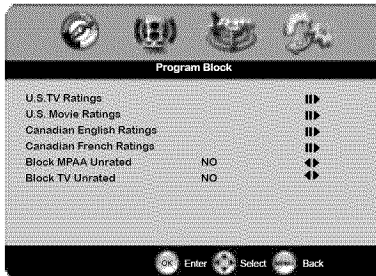 Program Block
U.S.TV Ratings
U.S. Movie Ratings
Canadian English Ratings
Canadian French Ratings
Block MPAA Unrated NO
Block TV Unrated NO
OK Enter Select MENU Back